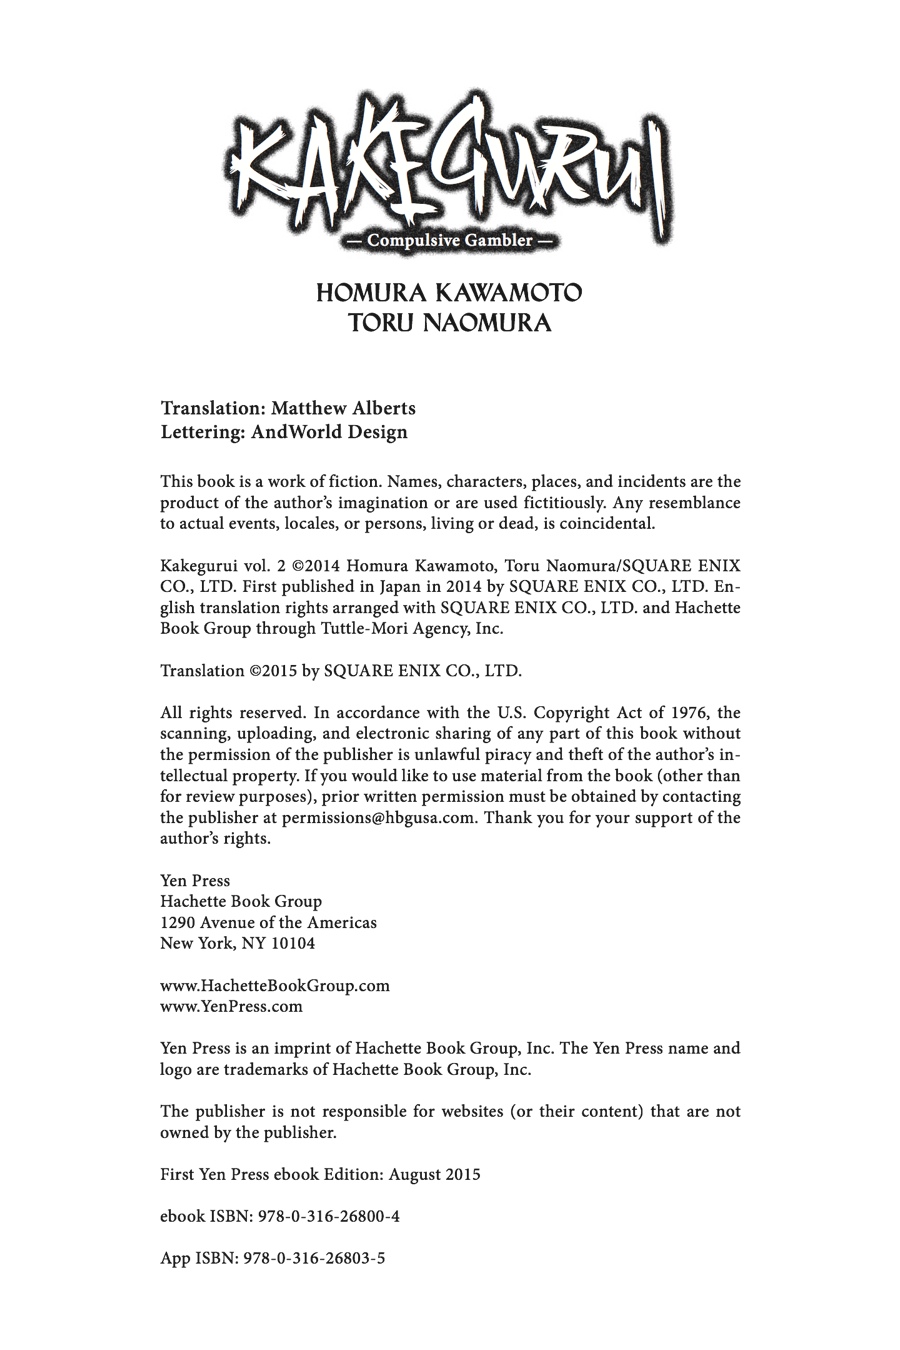 KAKEGURUI
— Compulsive Gambler —
HOMURA KAWAMOTO
TORU NAOMURA
Translation: Matthew Alberts
Lettering: AndWorld Design
This book is a work of fiction. Names, characters, places, and incidents are the
product of the author's imagination or are used fictitiously. Any resemblance
to actual events, locales, or persons, living or dead, is coincidental.
Kakegurui vol. 2 ©2014 Homura Kawamoto, Toru Naomura/SQUARE ENIX
CO., LTD. First published in Japan in 2014 by SQUARE ENIX CO., LTD. En-
glish translation rights arranged with SQUARE ENIX CO., LTD. and Hachette
Book Group through Tuttle-Mori Agency, Inc.
Translation ©2015 by SQUARE ENIX CO., LTD.
All rights reserved. In accordance with the U.S. Copyright Act of 1976, the
scanning, uploading, and electronic sharing of any part of this book without
the permission of the publisher is unlawful piracy and theft of the author's in-
tellectual property. If you would like to use material from the book (other than
for review purposes), prior written permission must be obtained by contacting
the publisher at permissions@hbgusa.com. Thank you for your support of the
author's rights.
Yen Press
Hachette Book Group
1290 Avenue of the Americas
New York, NY 10104
www.HachetteBookGroup.com
www.YenPress.com
Yen Press is an imprint of Hachette Book Group, Inc. The Yen Press name and
logo are trademarks of Hachette Book Group, Inc.
The publisher is not responsible for websites (or their content) that are not
owned by the publisher.
First Yen Press ebook Edition: August 2015
ebook ISBN: 978-0-316-26800-4
App ISBN: 978-0-316-26803-5